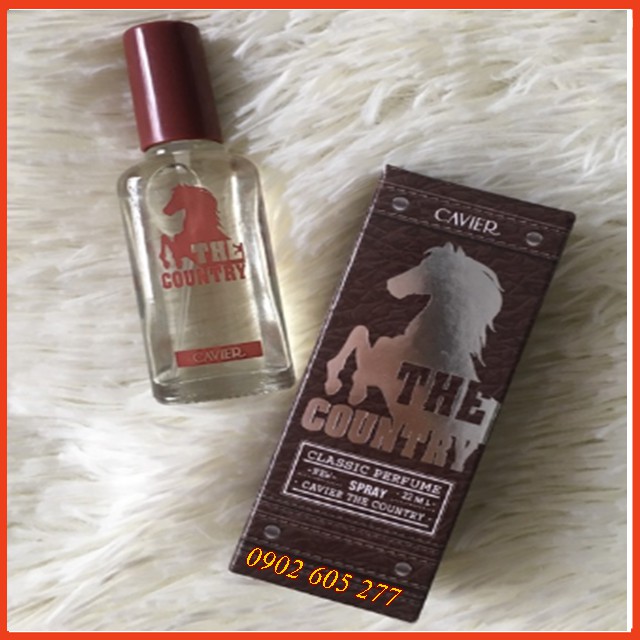 THE
COUNTRY
CAVIER
CAVIER
THE
COUNTRY
CLASSIC PERFUME
-NEW- SPRAY -22 ML-
· CAVIER THE COUNTRY ·
0902 605 277